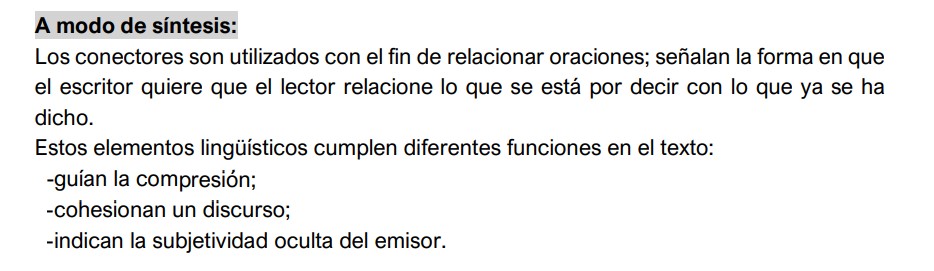 A modo de síntesis:
Los conectores son utilizados con el fin de relacionar oraciones; señalan la forma en que
el escritor quiere que el lector relacione lo que se está por decir con lo que ya se ha
dicho.
Estos elementos lingüísticos cumplen diferentes funciones en el texto:
-guían la compresión;
-cohesionan un discurso;
-indican la subjetividad oculta del emisor.